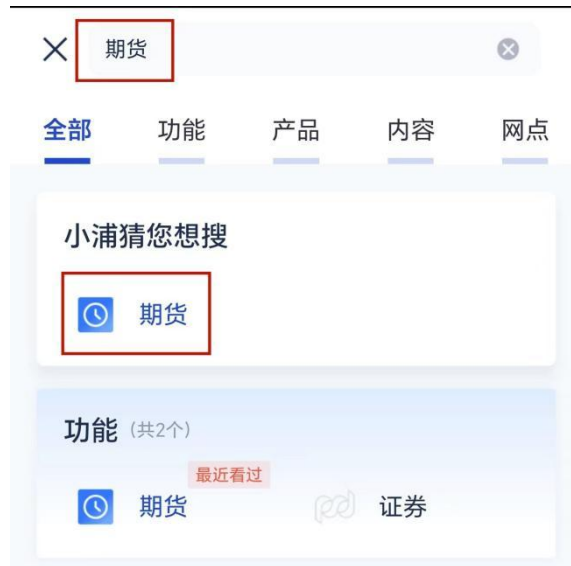 期货
全部 功能 产品 内容 网点
小浦猜您想搜
期货
功能 (共2个)
最近看过
期货 证券